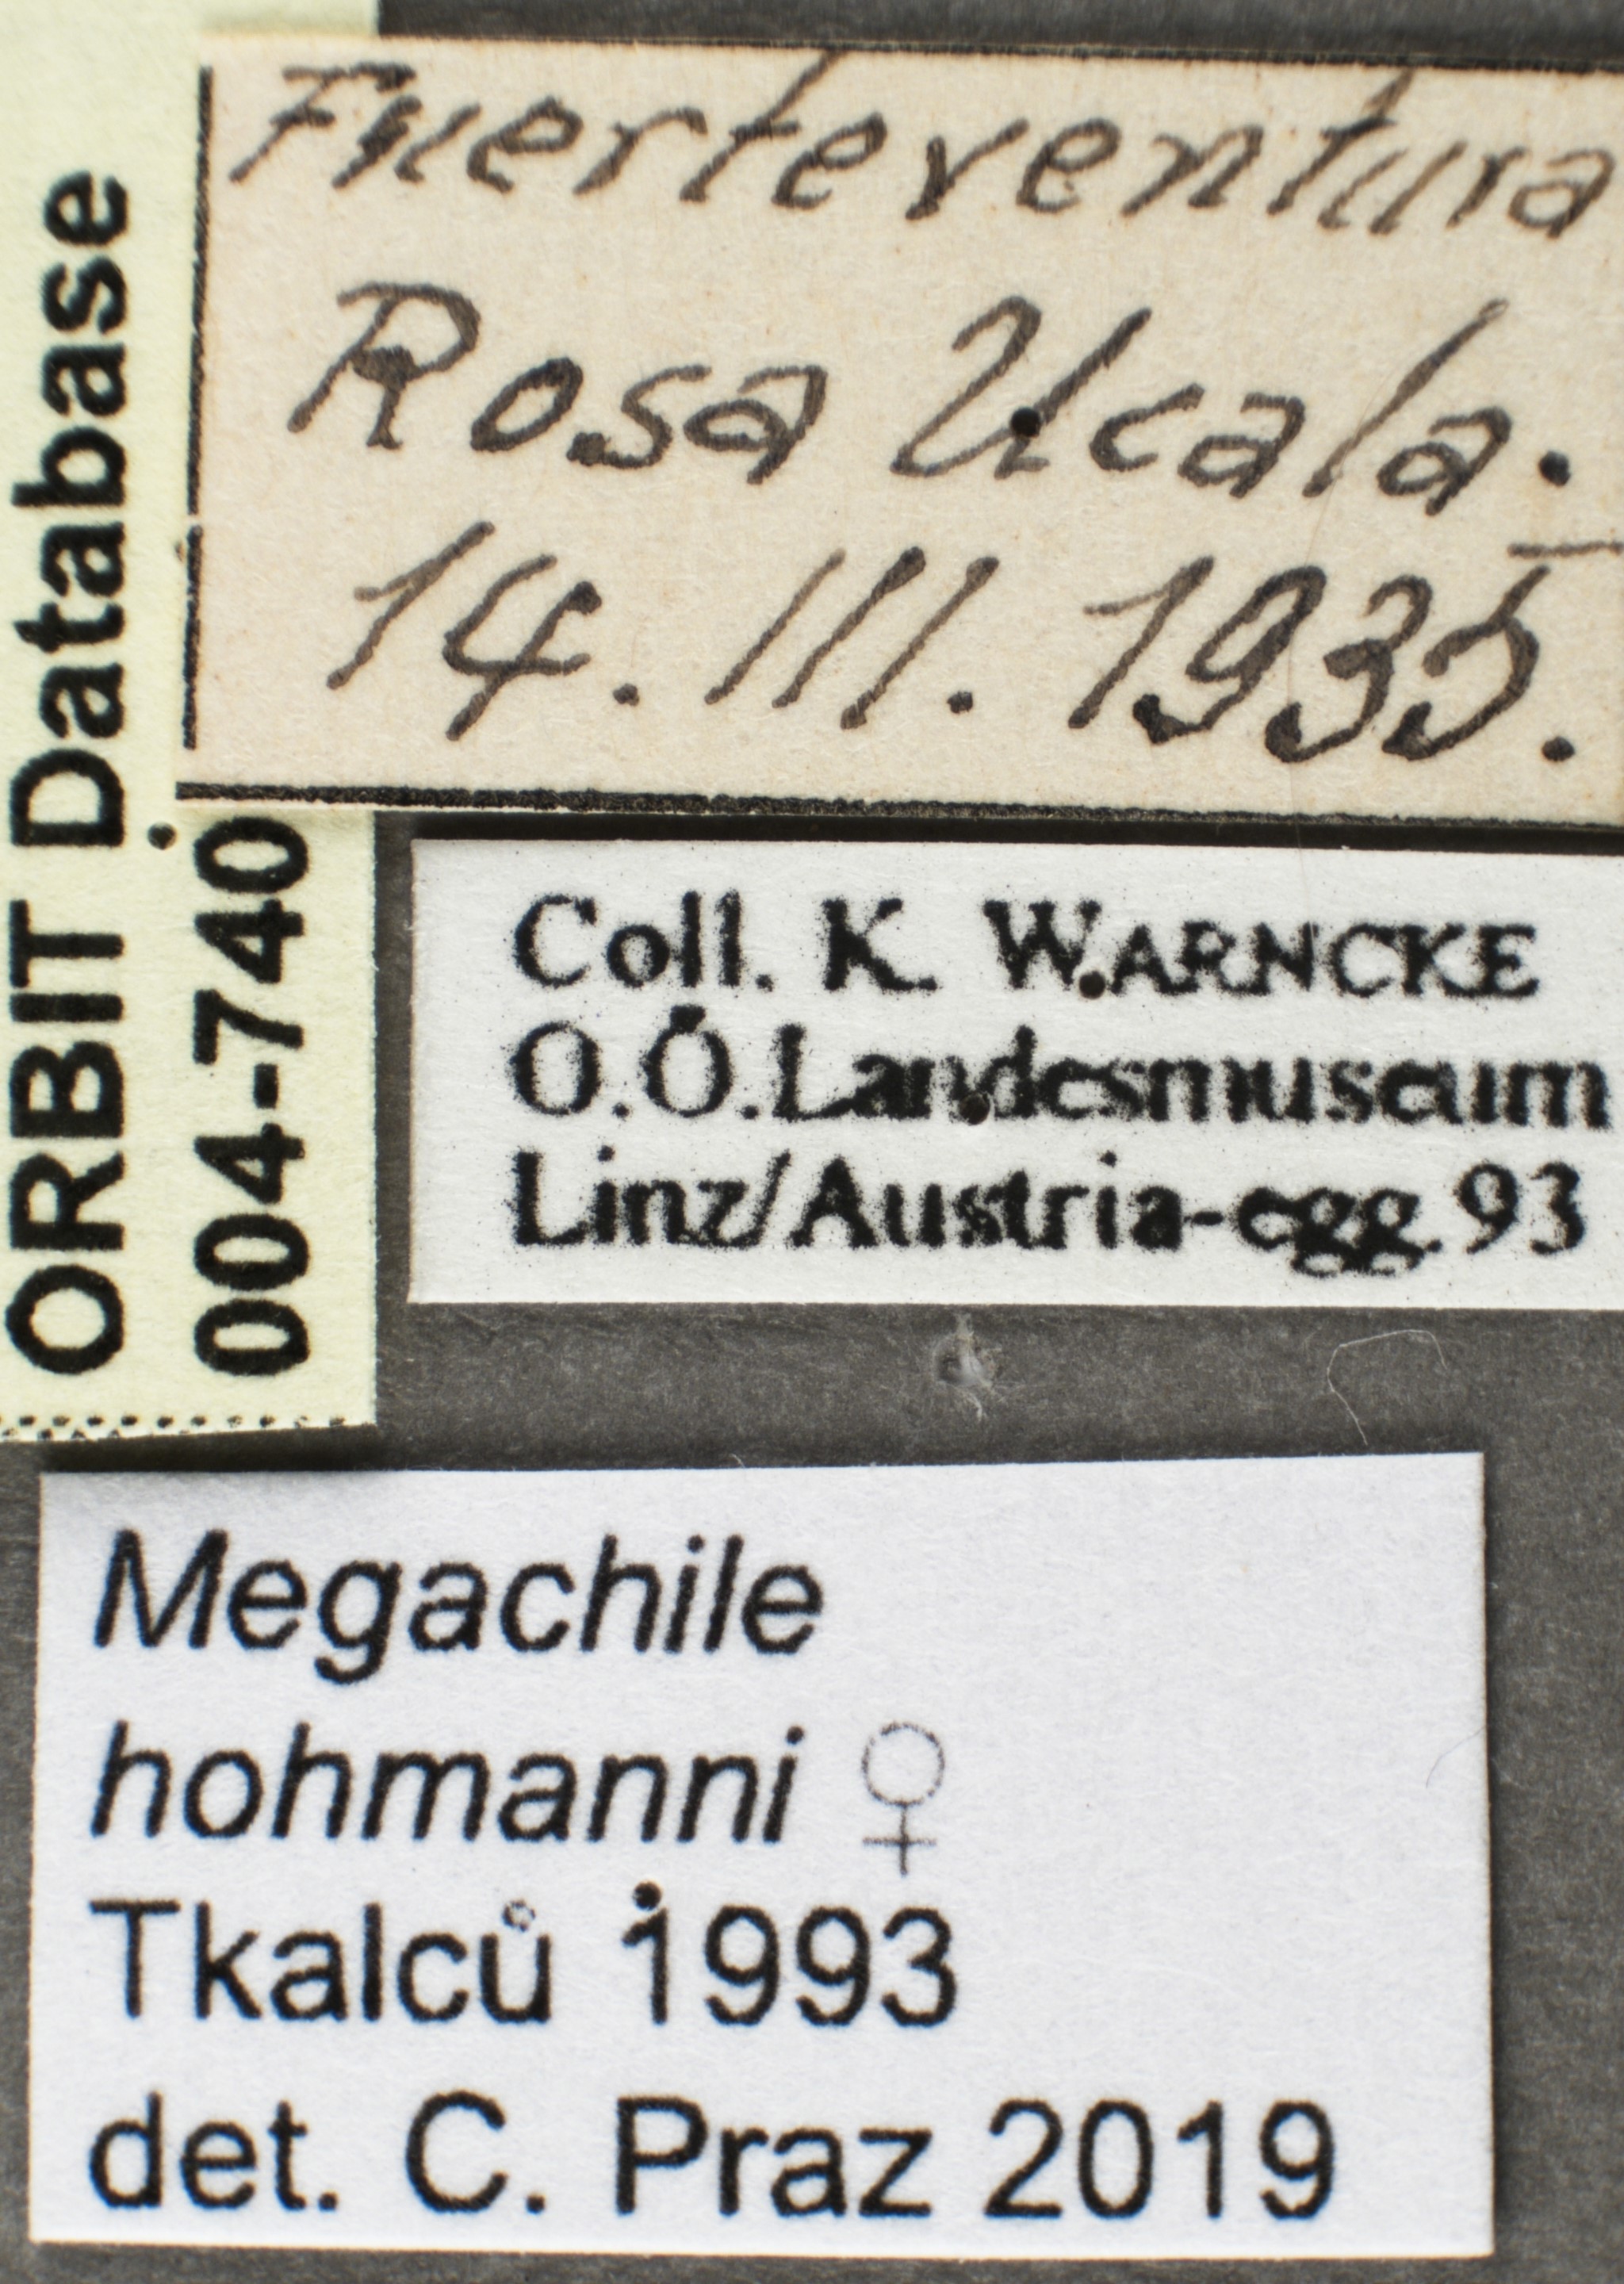 Fuerteventura
Rosa Ucala.
14. III. 1935.
ORBIT Database
004-740
Coll. K. WARNCKE
O.Ö.Landesmuseum
Linz/Austria-egg.93
Megachile
hohmanni ♀
Tkalců 1993
det. C. Praz 2019